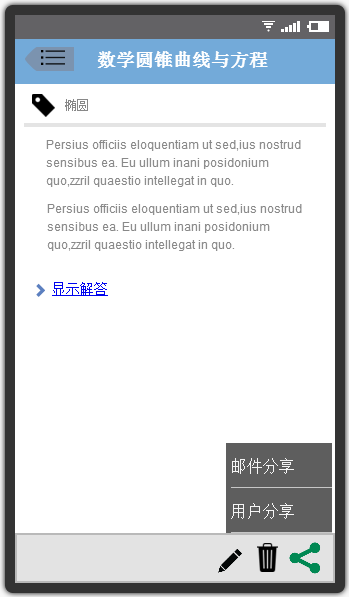 数学圆锥曲线与方程
椭圆
Persius officiis eloquentiam ut sed,ius nostrud
sensibus ea. Eu ullum inani posidonium
quo,zzril quaestio intellegat in quo.
Persius officiis eloquentiam ut sed,ius nostrud
sensibus ea. Eu ullum inani posidonium
quo,zzril quaestio intellegat in quo.
显示解答
邮件分享
用户分享